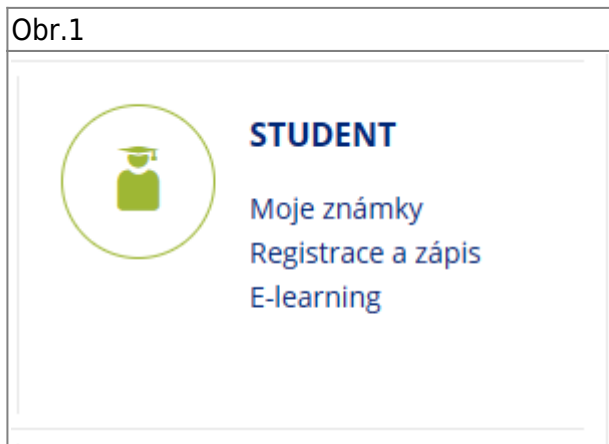 Obr.1
STUDENT
Moje známky
Registrace a zápis
E-learning